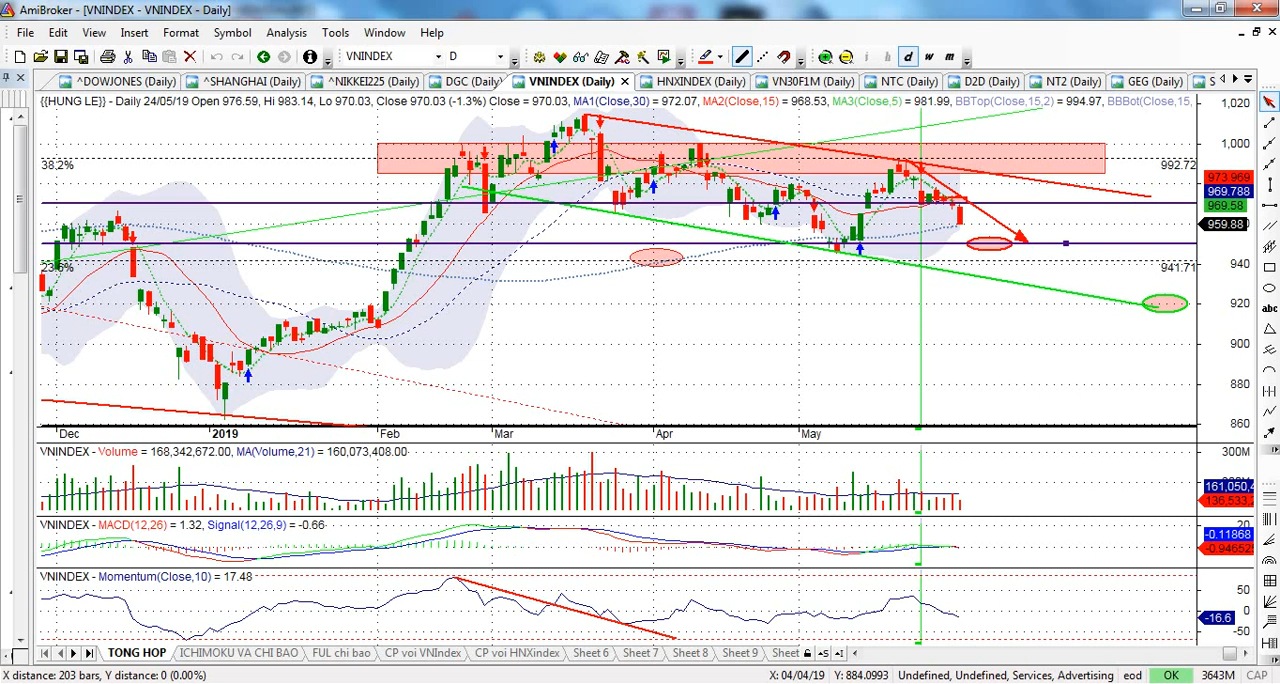 AmiBroker - [VNINDEX - VNINDEX - Daily]
File Edit View Insert Format Symbol Analysis Tools Window Help
VNINDEX D i h d w m
^DOWJONES (Daily) ^SHANGHAI (Daily) ^NIKKEI225 (Daily) DGC (Daily) VNINDEX (Daily) HNXINDEX (Daily) VN30F1M (Daily) NTC (Daily) D2D (Daily) NT2 (Daily) GEG (Daily) S
{{HUNG LE}} - Daily 24/05/19 Open 976.59, Hi 983.14, Lo 970.03, Close 970.03 (-1.3%) Close = 970.03, MA1(Close,30) = 972.07, MA2(Close,15) = 968.53, MA3(Close,5) = 981.99, BBTop(Close,15,2) = 994.97, BBBot(Close,15,
1,020
1,000
38.2% 992.72
973.969
969.788
969.58
959.88
abc
23.6% 941.71
940
920
900
880
860
Dec 2019 Feb Mar Apr May
VNINDEX - Volume = 168,342,672.00, MA(Volume,21) = 160,073,408.00
300M
161,050,4
136,533,2
VNINDEX - MACD(12,26) = 1.32, Signal(12,26,9) = -0.66
20
-0.11868
-0.946525
VNINDEX - Momentum(Close,10) = 17.48
50
0
-16.6
-50
TONG HOP ICHIMOKU VA CHI BAO FUL chi bao CP voi VNIndex CP voi HNXindex Sheet 6 Sheet 7 Sheet 8 Sheet 9 Sheet
X distance: 203 bars, Y distance: 0 (0.00%) X: 04/04/19 Y: 884.0993 Undefined, Undefined, Services, Advertising eod OK 3643M CAP